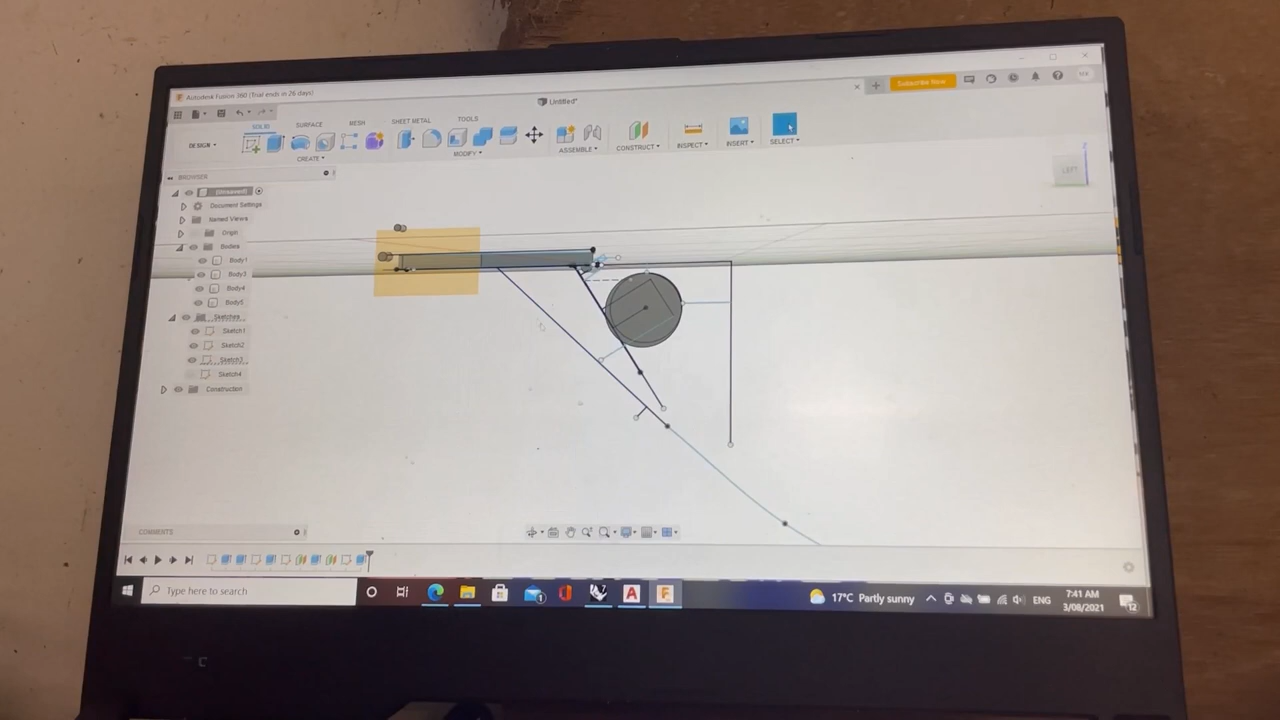 Autodesk Fusion 360 (Trial ends in 26 days)
Subscribe Now
Untitled*
SOLID SURFACE MESH SHEET METAL TOOLS
DESIGN
CREATE MODIFY ASSEMBLE CONSTRUCT INSPECT INSERT SELECT
BROWSER
LEFT
Z
(Unsaved)
Document Settings
Named Views
Origin
Bodies
Body1
Body3
Body4
Body5
Sketches
Sketch1
Sketch2
Sketch3
Sketch4
Construction
COMMENTS
Type here to search
17°C Partly sunny
ENG
7:41 AM
3/08/2021
12